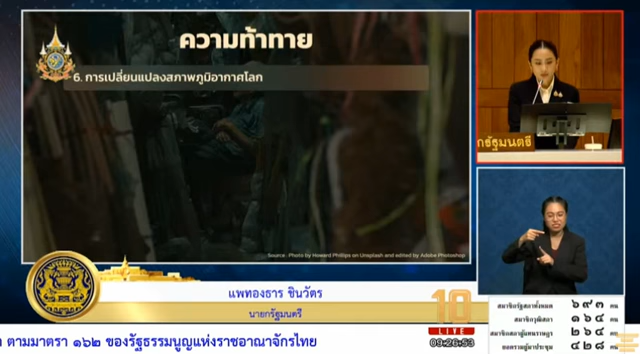 ความท้าทาย
6. การเปลี่ยนแปลงสภาพภูมิอากาศโลก
Source : Photo by Howard Phillips on Unsplash and edited by Adobe Photoshop
กรัฐมนตรี
แพทองธาร ชินวัตร
นายกรัฐมนตรี
10
LIVE
09:26:53
สมาชิกรัฐสภาทั้งหมด ๖๙๓ คน
สมาชิกวุฒิสภา ๑๖๔ คน
สมาชิกสภาผู้แทนราษฎร ๒๖๔ คน
ยอดรวมผู้มาประชุม ๔๒๘ คน
ตามมาตรา ๑๖๒ ของรัฐธรรมนูญแห่งราชอาณาจักรไทย